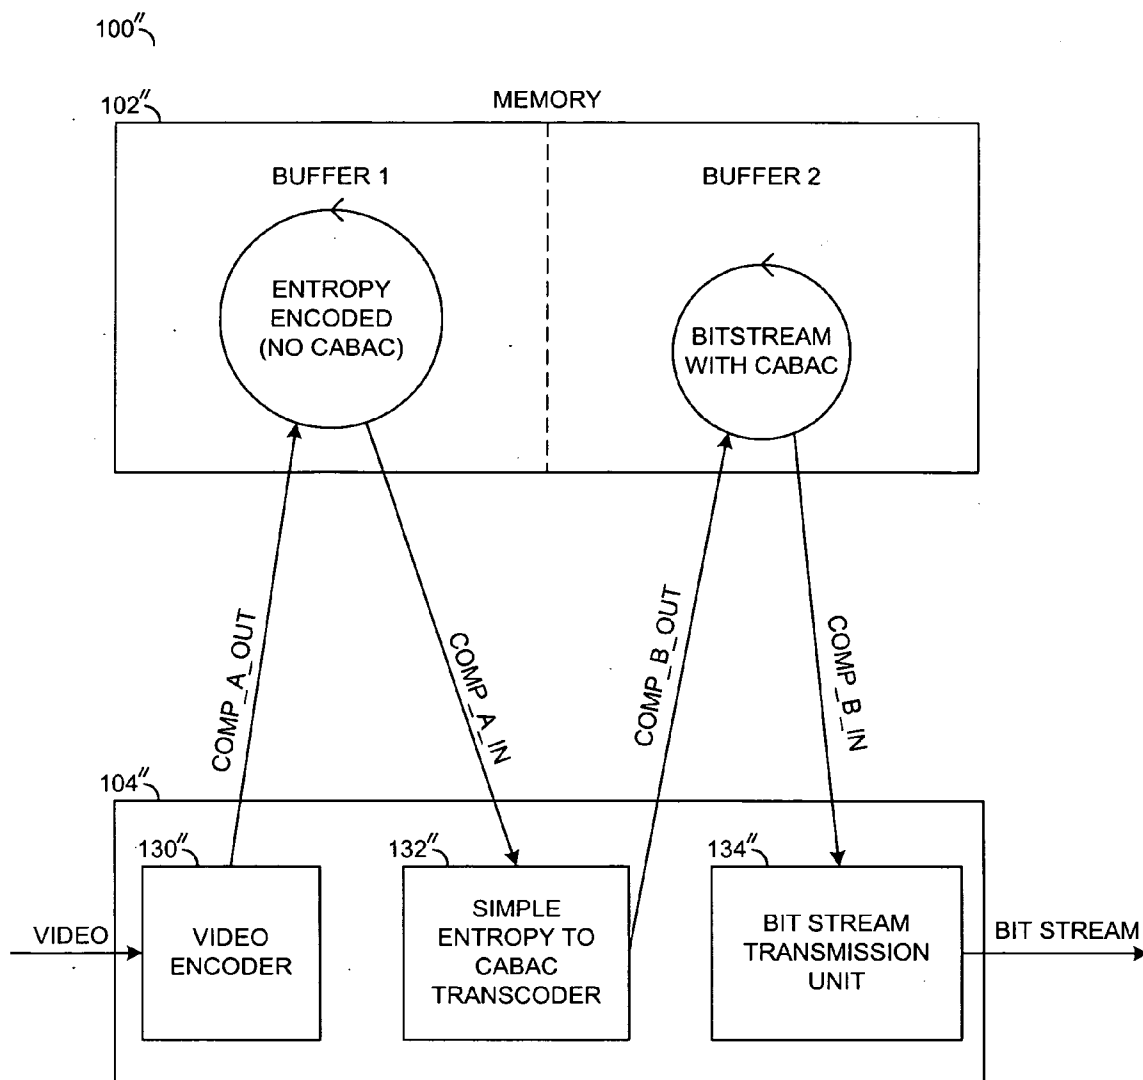 100″
102″
MEMORY
BUFFER 1
BUFFER 2
ENTROPY
ENCODED
(NO CABAC)
BITSTREAM
WITH CABAC
COMP_A_OUT
COMP_A_IN
COMP_B_OUT
COMP_B_IN
104″
130″
132″
134″
VIDEO
VIDEO
ENCODER
SIMPLE
ENTROPY TO
CABAC
TRANSCODER
BIT STREAM
TRANSMISSION
UNIT
BIT STREAM